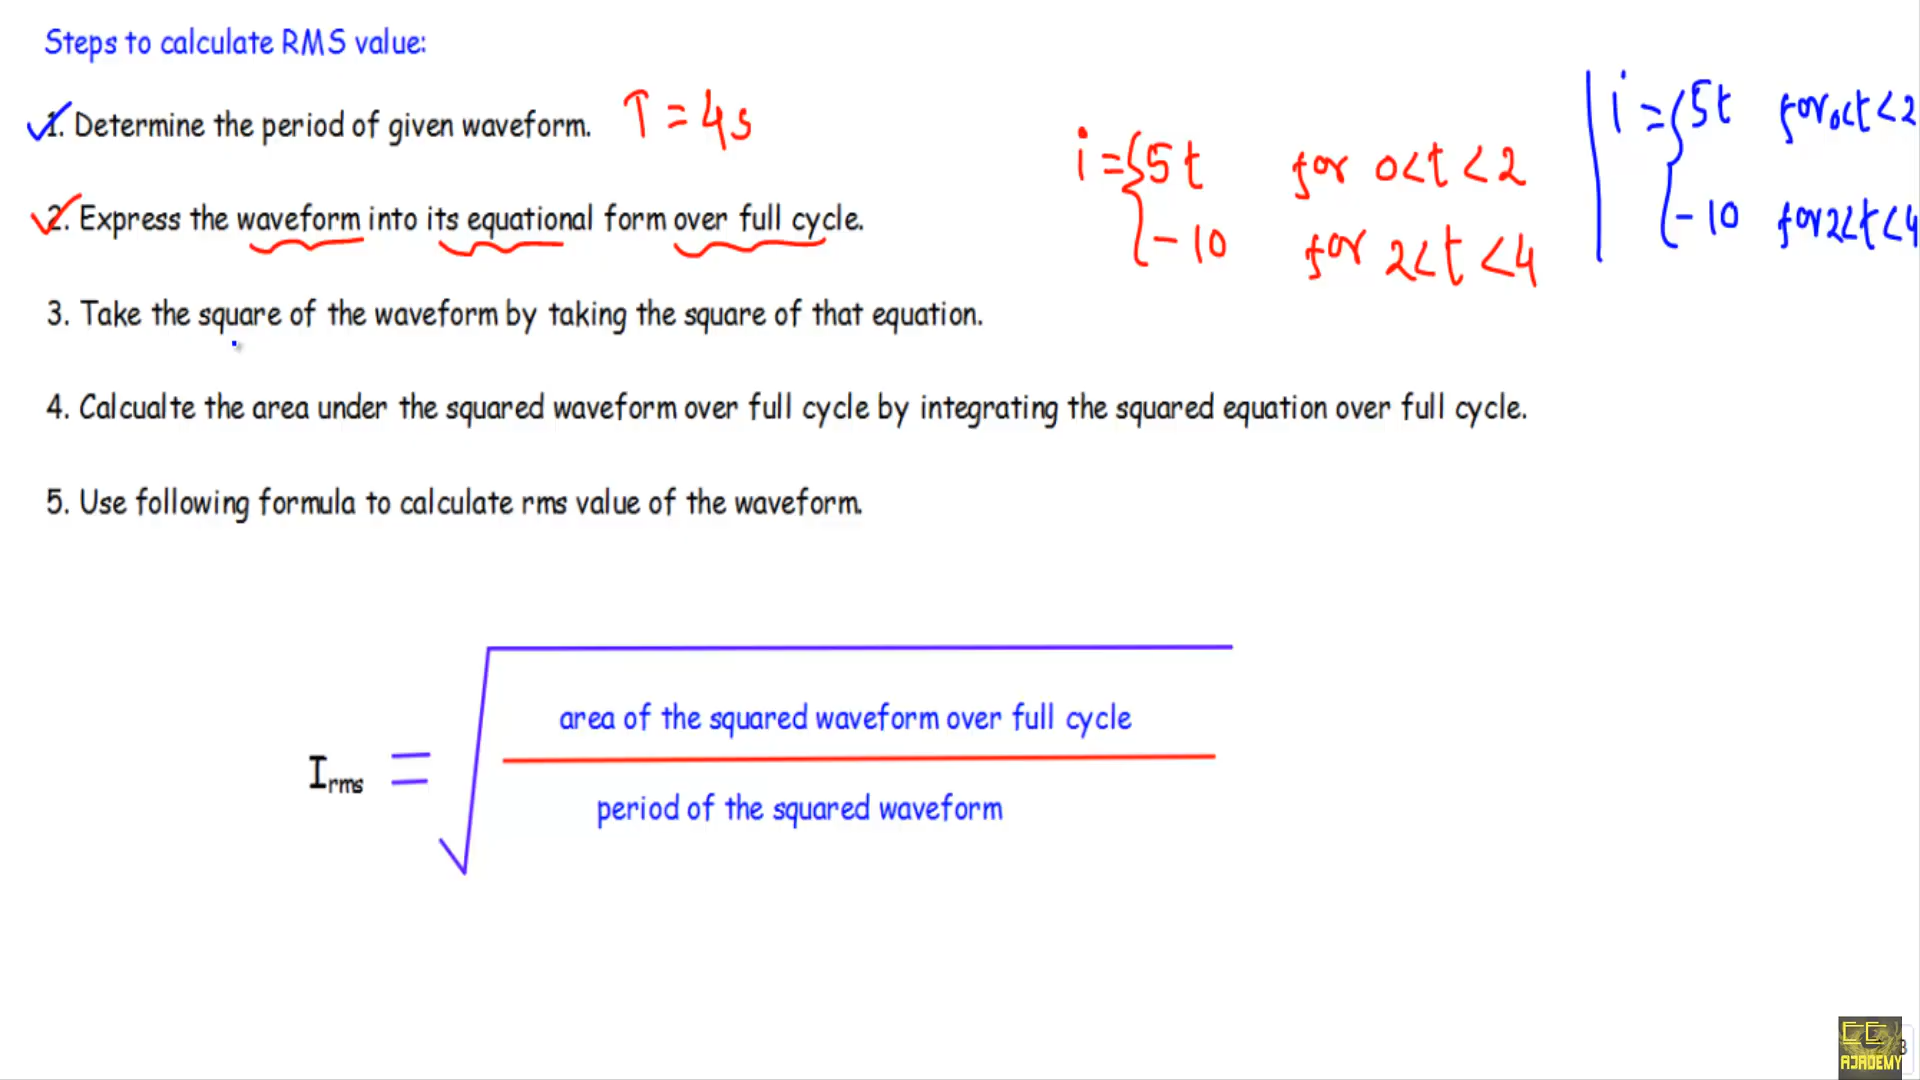 Steps to calculate RMS value:
1. Determine the period of given waveform. T = 4s
i = { 5t for 0<t<2
-10 for 2<t<4
i = { 5t for 0<t<2
-10 for 2<t<4
2. Express the waveform into its equational form over full cycle.
3. Take the square of the waveform by taking the square of that equation.
4. Calcualte the area under the squared waveform over full cycle by integrating the squared equation over full cycle.
5. Use following formula to calculate rms value of the waveform.
area of the squared waveform over full cycle
Irms = √
period of the squared waveform
EE
AJADEMY